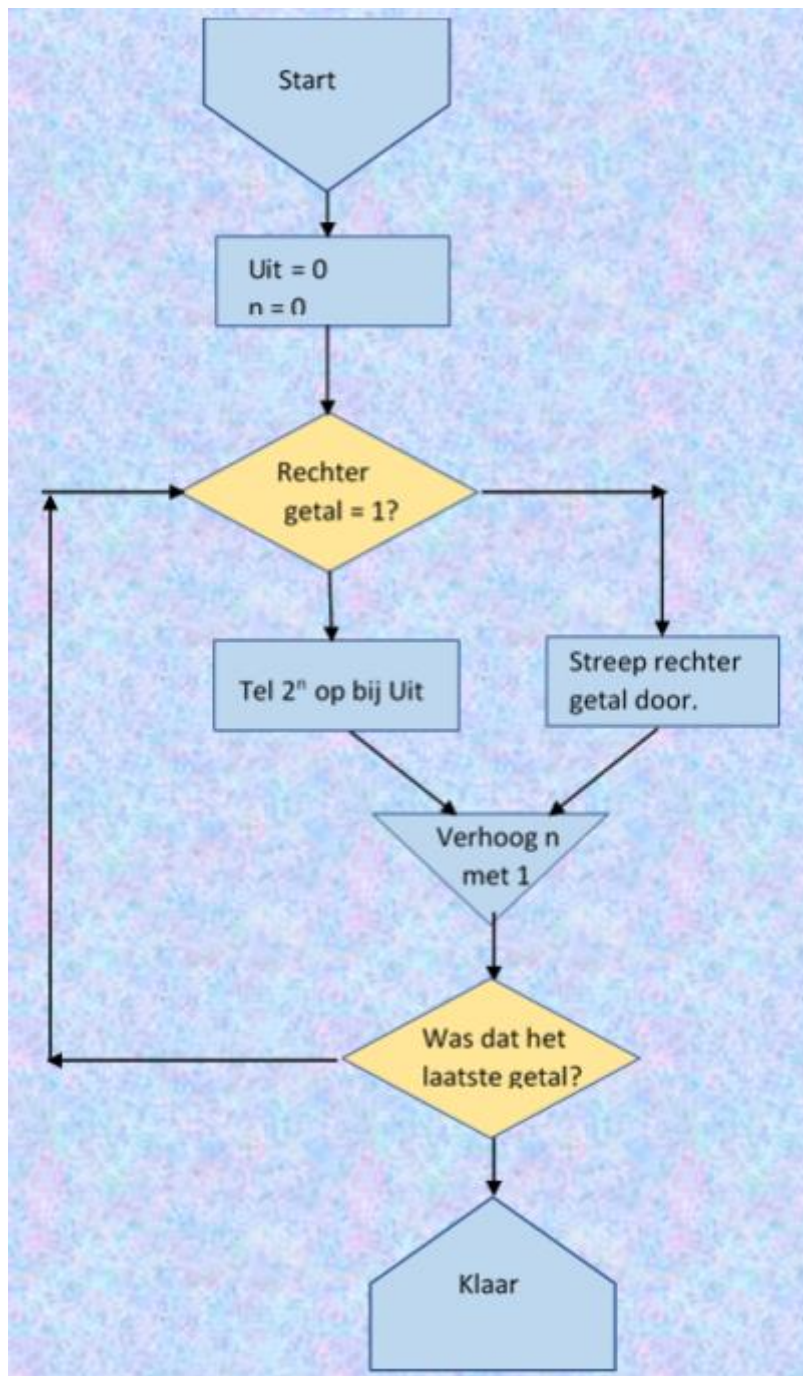 Start
Uit = 0
n = 0
Rechter
getal = 1?
Tel 2ⁿ op bij Uit
Streep rechter
getal door.
Verhoog n
met 1
Was dat het
laatste getal?
Klaar